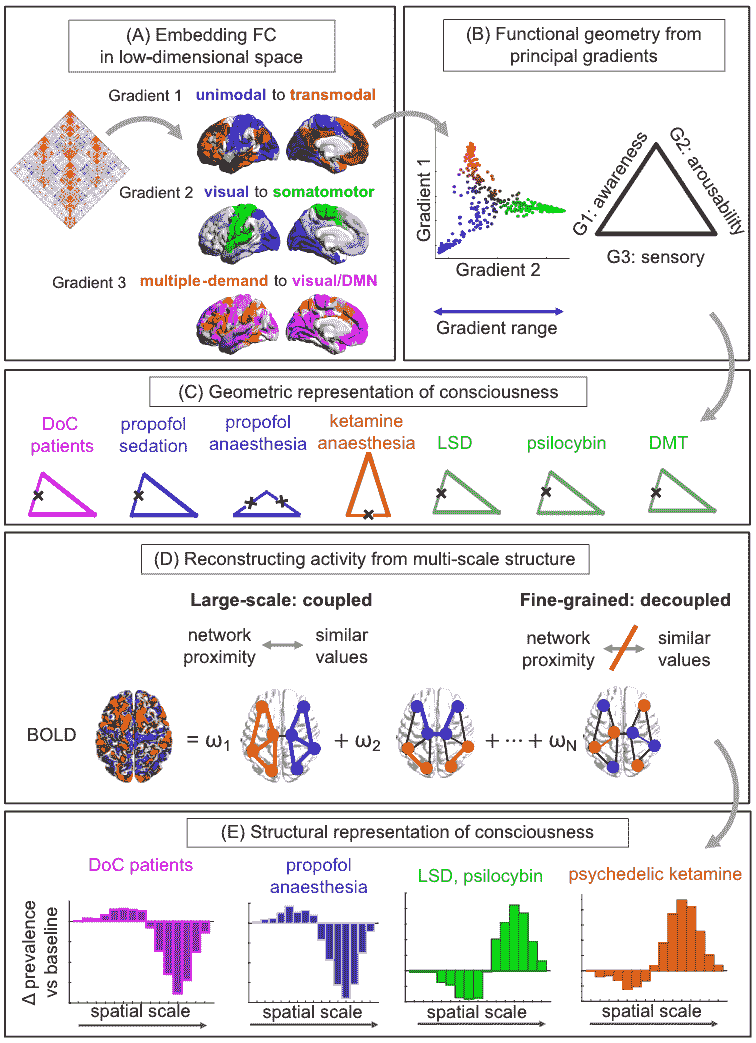 (A) Embedding FC
in low-dimensional space
Gradient 1 unimodal to transmodal
Gradient 2 visual to somatomotor
Gradient 3 multiple-demand to visual/DMN
(B) Functional geometry from
principal gradients
Gradient 1
Gradient 2
Gradient range
G1: awareness
G2: arousability
G3: sensory
(C) Geometric representation of consciousness
DoC
patients
propofol
sedation
propofol
anaesthesia
ketamine
anaesthesia
LSD
psilocybin
DMT
(D) Reconstructing activity from multi-scale structure
Large-scale: coupled
network
proximity
similar
values
Fine-grained: decoupled
network
proximity
similar
values
BOLD = ω1 + ω2 + ··· + ωN
(E) Structural representation of consciousness
DoC patients
propofol
anaesthesia
LSD, psilocybin
psychedelic ketamine
Δ prevalence
vs baseline
spatial scale
spatial scale
spatial scale
spatial scale